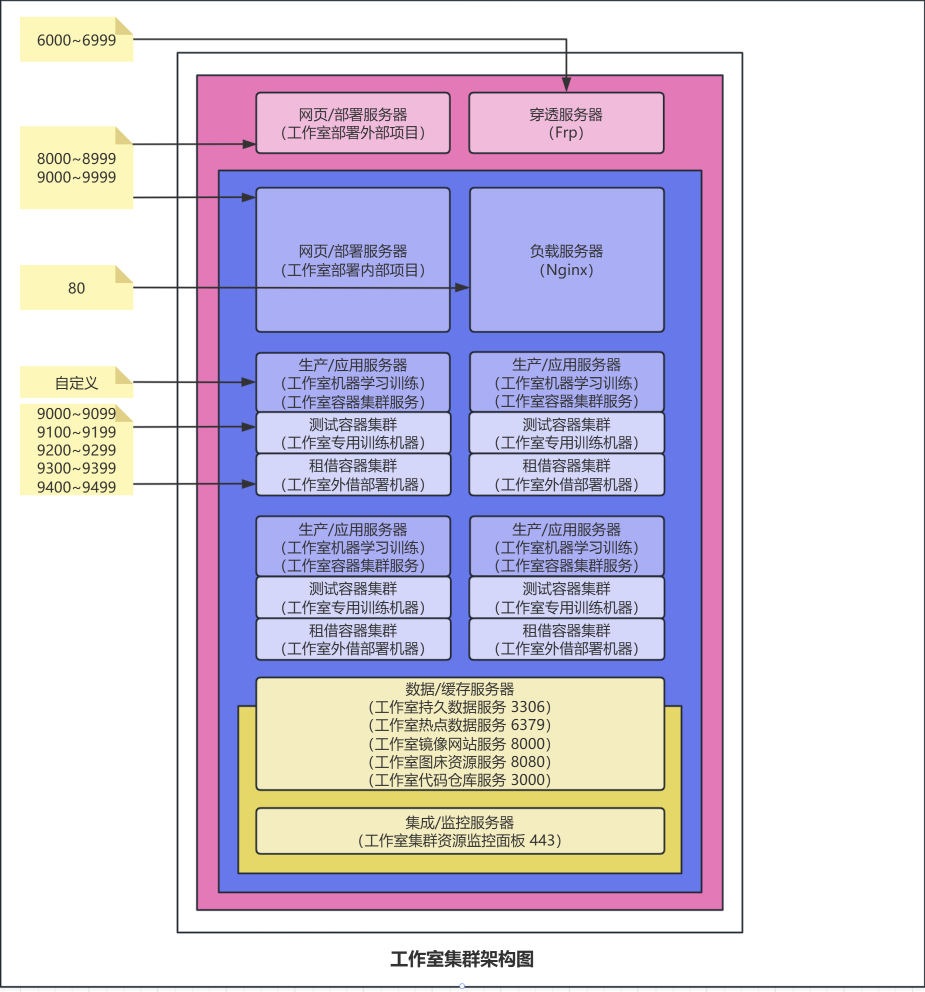 6000~6999
网页/部署服务器
（工作室部署外部项目）
穿透服务器
（Frp）
8000~8999
9000~9999
网页/部署服务器
（工作室部署内部项目）
负载服务器
（Nginx）
80
自定义
生产/应用服务器
（工作室机器学习训练）
（工作室容器集群服务）
生产/应用服务器
（工作室机器学习训练）
（工作室容器集群服务）
9000~9099
9100~9199
9200~9299
9300~9399
9400~9499
测试容器集群
（工作室专用训练机器）
测试容器集群
（工作室专用训练机器）
租借容器集群
（工作室外借部署机器）
租借容器集群
（工作室外借部署机器）
生产/应用服务器
（工作室机器学习训练）
（工作室容器集群服务）
生产/应用服务器
（工作室机器学习训练）
（工作室容器集群服务）
测试容器集群
（工作室专用训练机器）
测试容器集群
（工作室专用训练机器）
租借容器集群
（工作室外借部署机器）
租借容器集群
（工作室外借部署机器）
数据/缓存服务器
（工作室持久数据服务 3306）
（工作室热点数据服务 6379）
（工作室镜像网站服务 8000）
（工作室图床资源服务 8080）
（工作室代码仓库服务 3000）
集成/监控服务器
（工作室集群资源监控面板 443）
工作室集群架构图